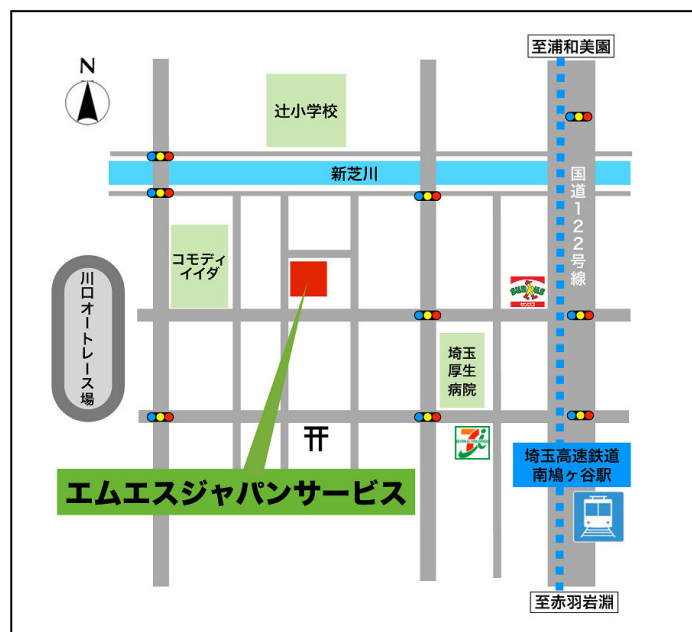 至浦和美園
N
辻小学校
新芝川
国道122号線
コモディ
イイダ
川口オートレース場
埼玉
厚生
病院
埼玉高速鉄道
南鳩ヶ谷駅
エムエスジャパンサービス
至赤羽岩淵